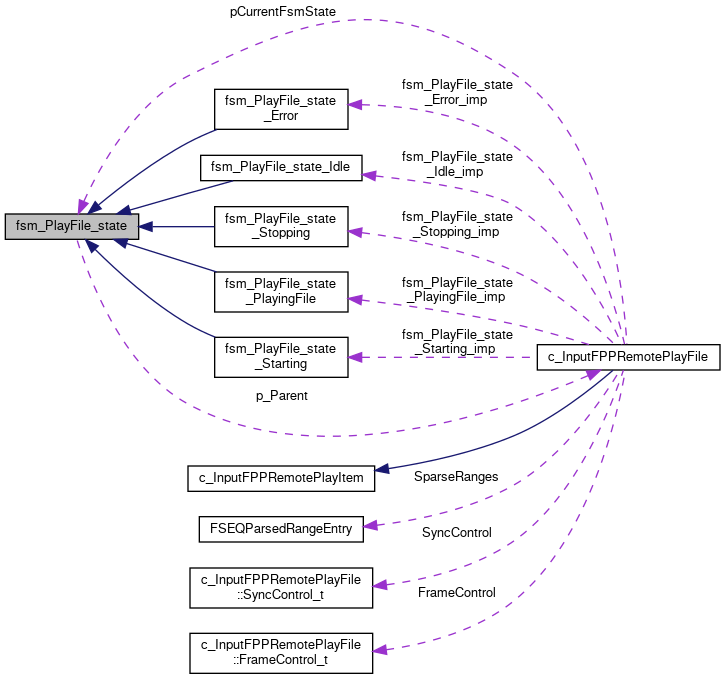 pCurrentFsmState
fsm_PlayFile_state
_Error
fsm_PlayFile_state
_Error_imp
fsm_PlayFile_state_Idle
fsm_PlayFile_state
_Idle_imp
fsm_PlayFile_state
fsm_PlayFile_state
_Stopping
fsm_PlayFile_state
_Stopping_imp
fsm_PlayFile_state
_PlayingFile
fsm_PlayFile_state
_PlayingFile_imp
fsm_PlayFile_state
_Starting
fsm_PlayFile_state
_Starting_imp
c_InputFPPRemotePlayFile
p_Parent
c_InputFPPRemotePlayItem
SparseRanges
FSEQParsedRangeEntry
SyncControl
c_InputFPPRemotePlayFile
::SyncControl_t
FrameControl
c_InputFPPRemotePlayFile
::FrameControl_t